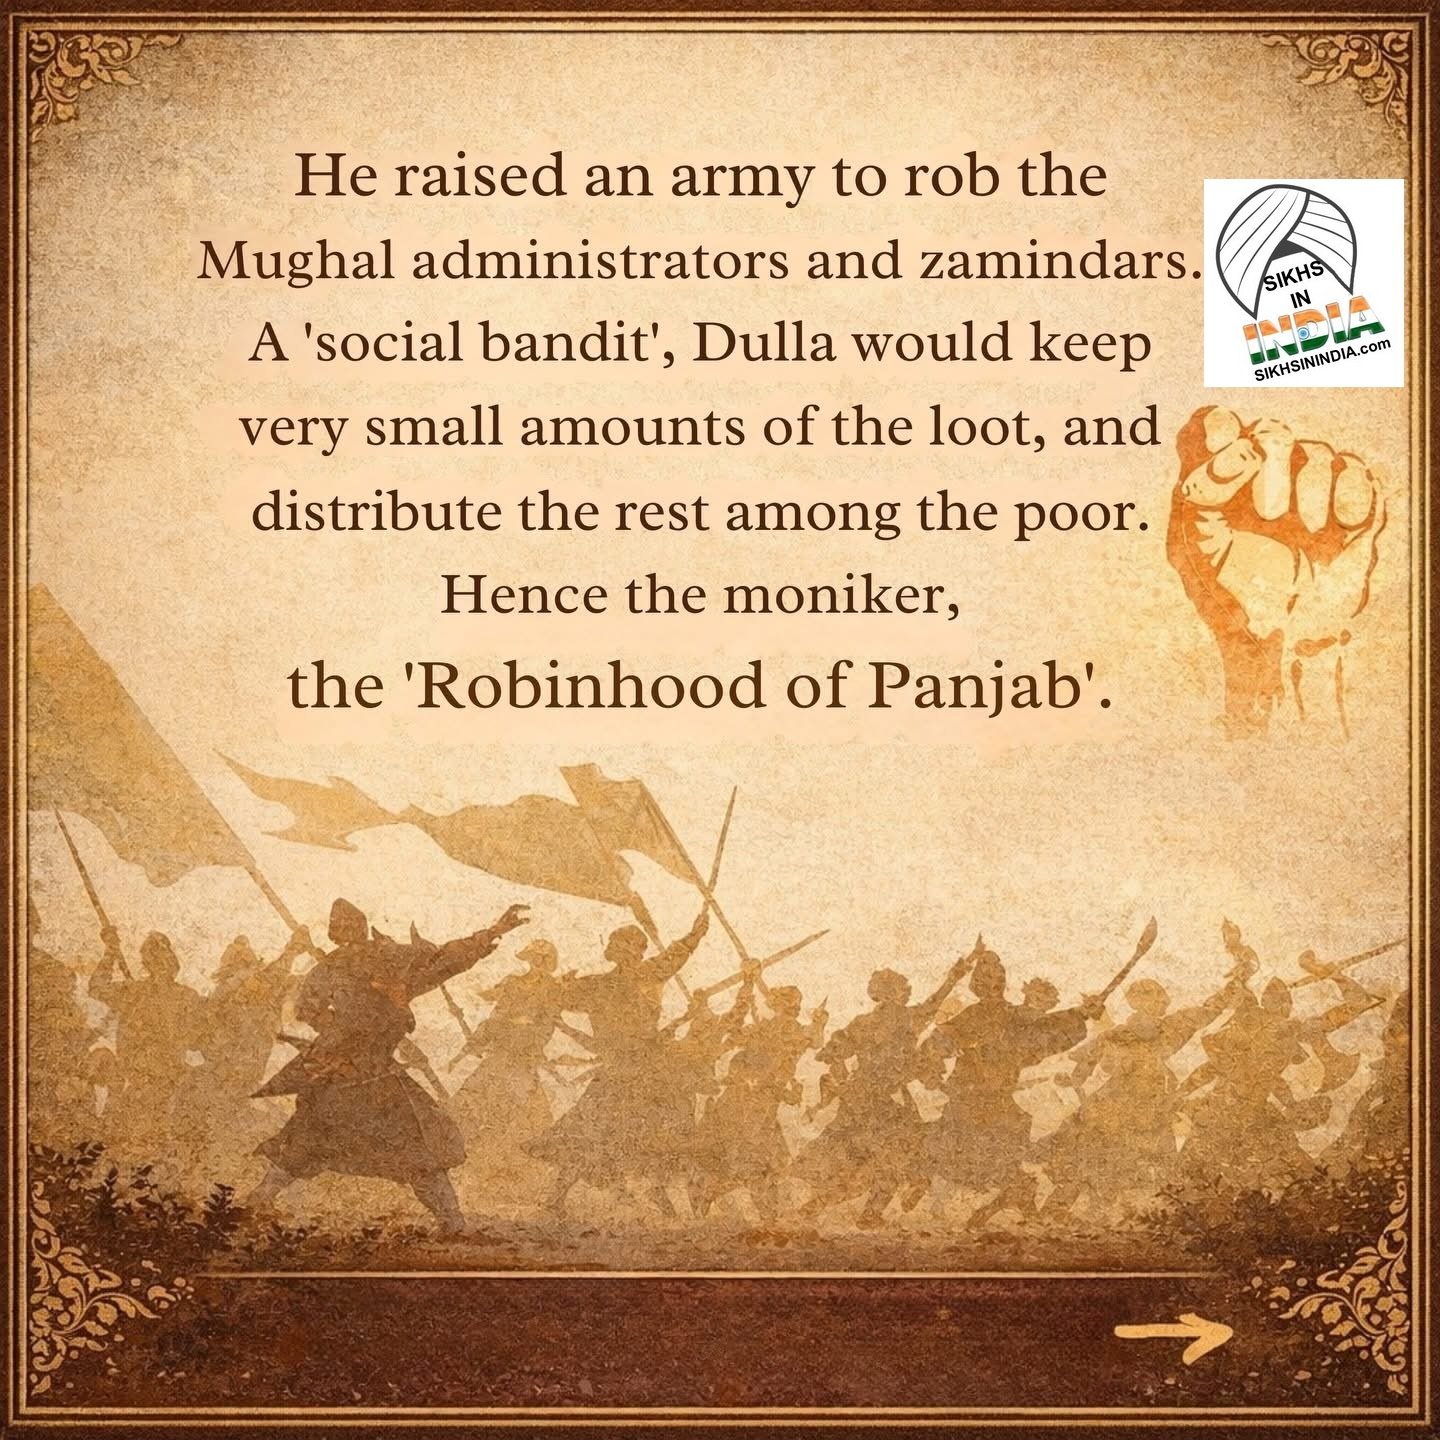 He raised an army to rob the
Mughal administrators and zamindars.
A 'social bandit', Dulla would keep
very small amounts of the loot, and
distribute the rest among the poor.
Hence the moniker,
the 'Robinhood of Panjab'.
SIKHS
IN
INDIA
SIKHSININDIA.com